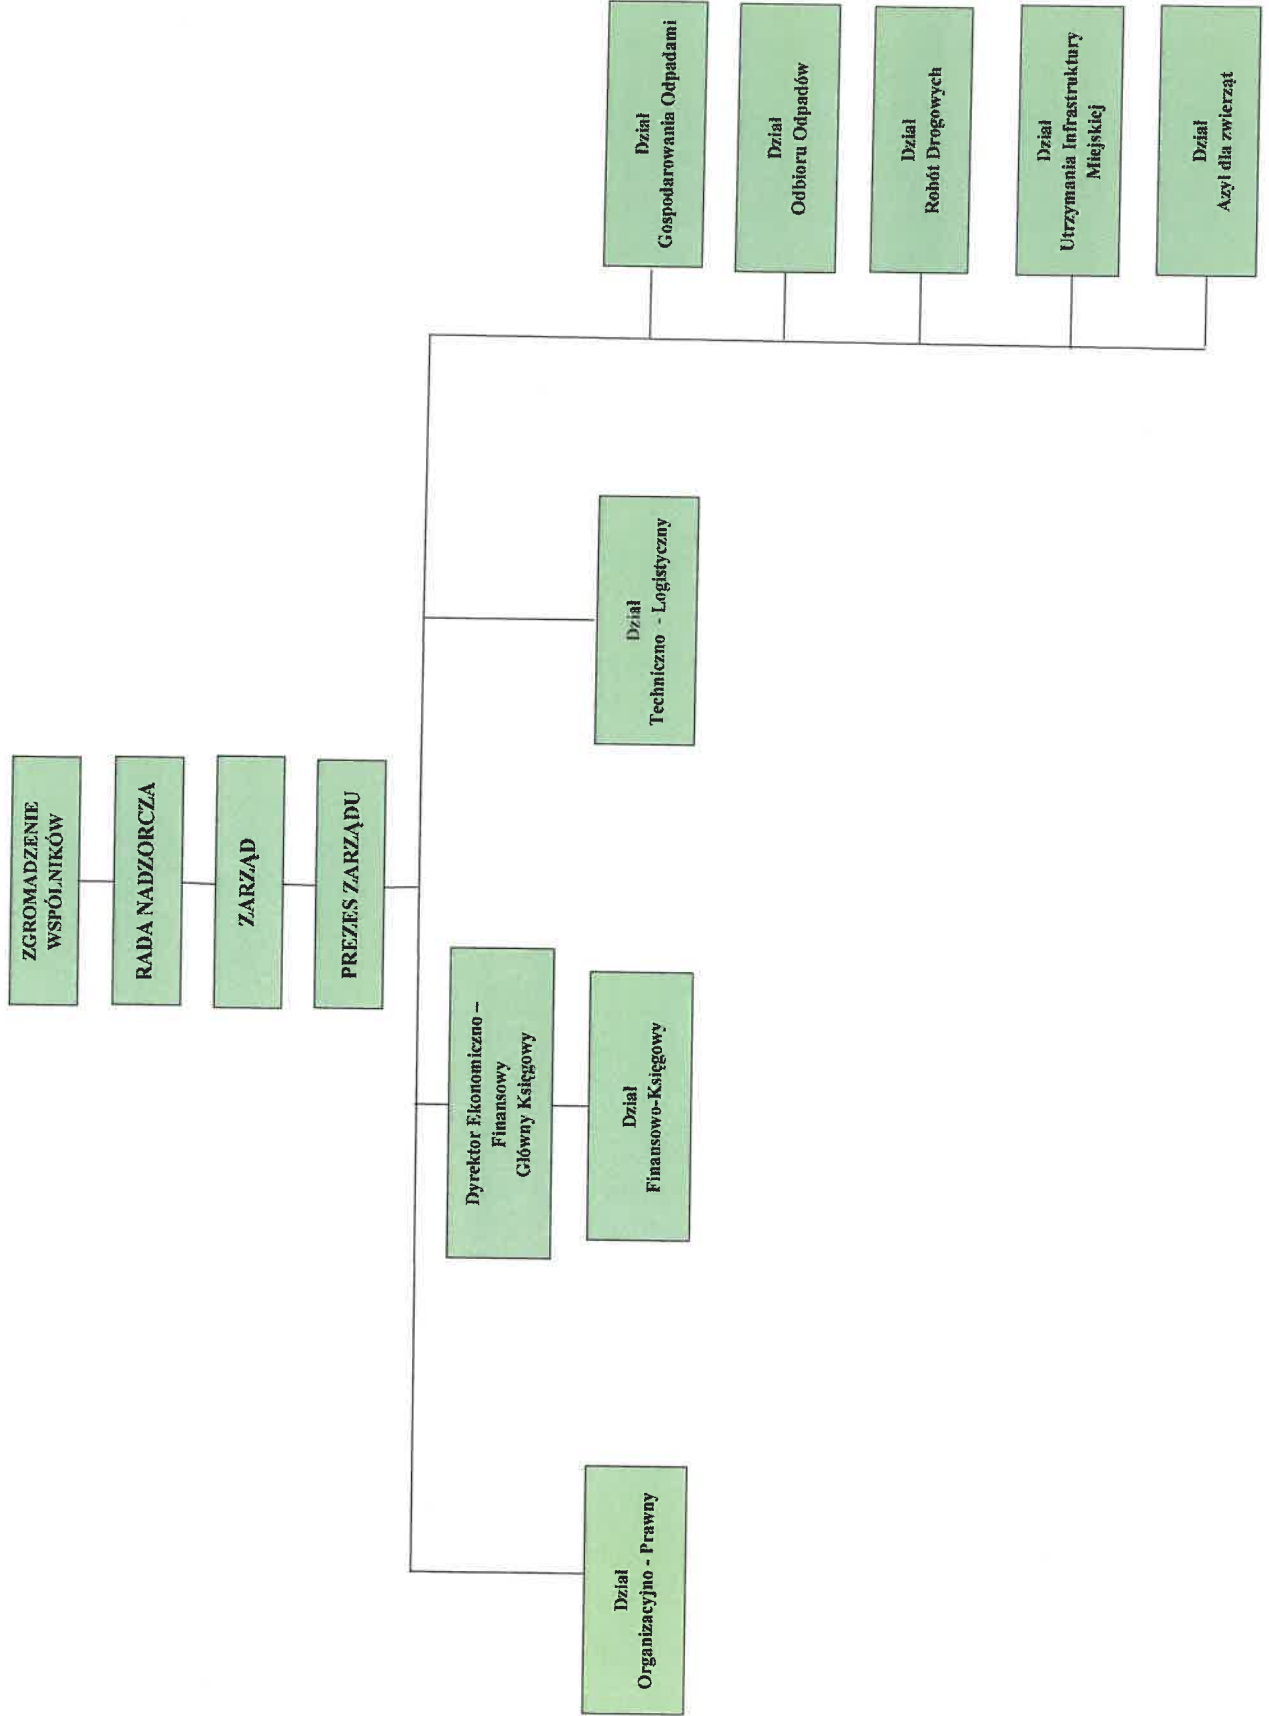 ZGROMADZENIE
WSPÓLNIKÓW
RADA NADZORCZA
ZARZĄD
PREZES ZARZĄDU
Dział
Organizacyjno - Prawny
Dyrektor Ekonomiczno –
Finansowy
Główny Księgowy
Dział
Finansowo-Księgowy
Dział
Techniczno - Logistyczny
Dział
Gospodarowania Odpadami
Dział
Odbioru Odpadów
Dział
Robót Drogowych
Dział
Utrzymania Infrastruktury
Miejskiej
Dział
Azyl dla zwierząt